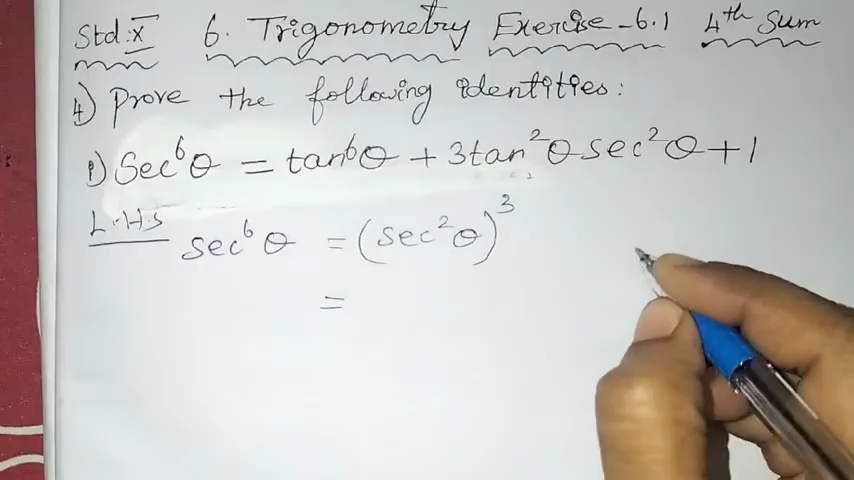 Std: X 6. Trigonometry Exercise-6.1 4th Sum
4) Prove the following identities:
i) Sec⁶θ = tan⁶θ + 3tan²θ sec²θ + 1
L.H.S sec⁶θ = (sec²θ)³
=